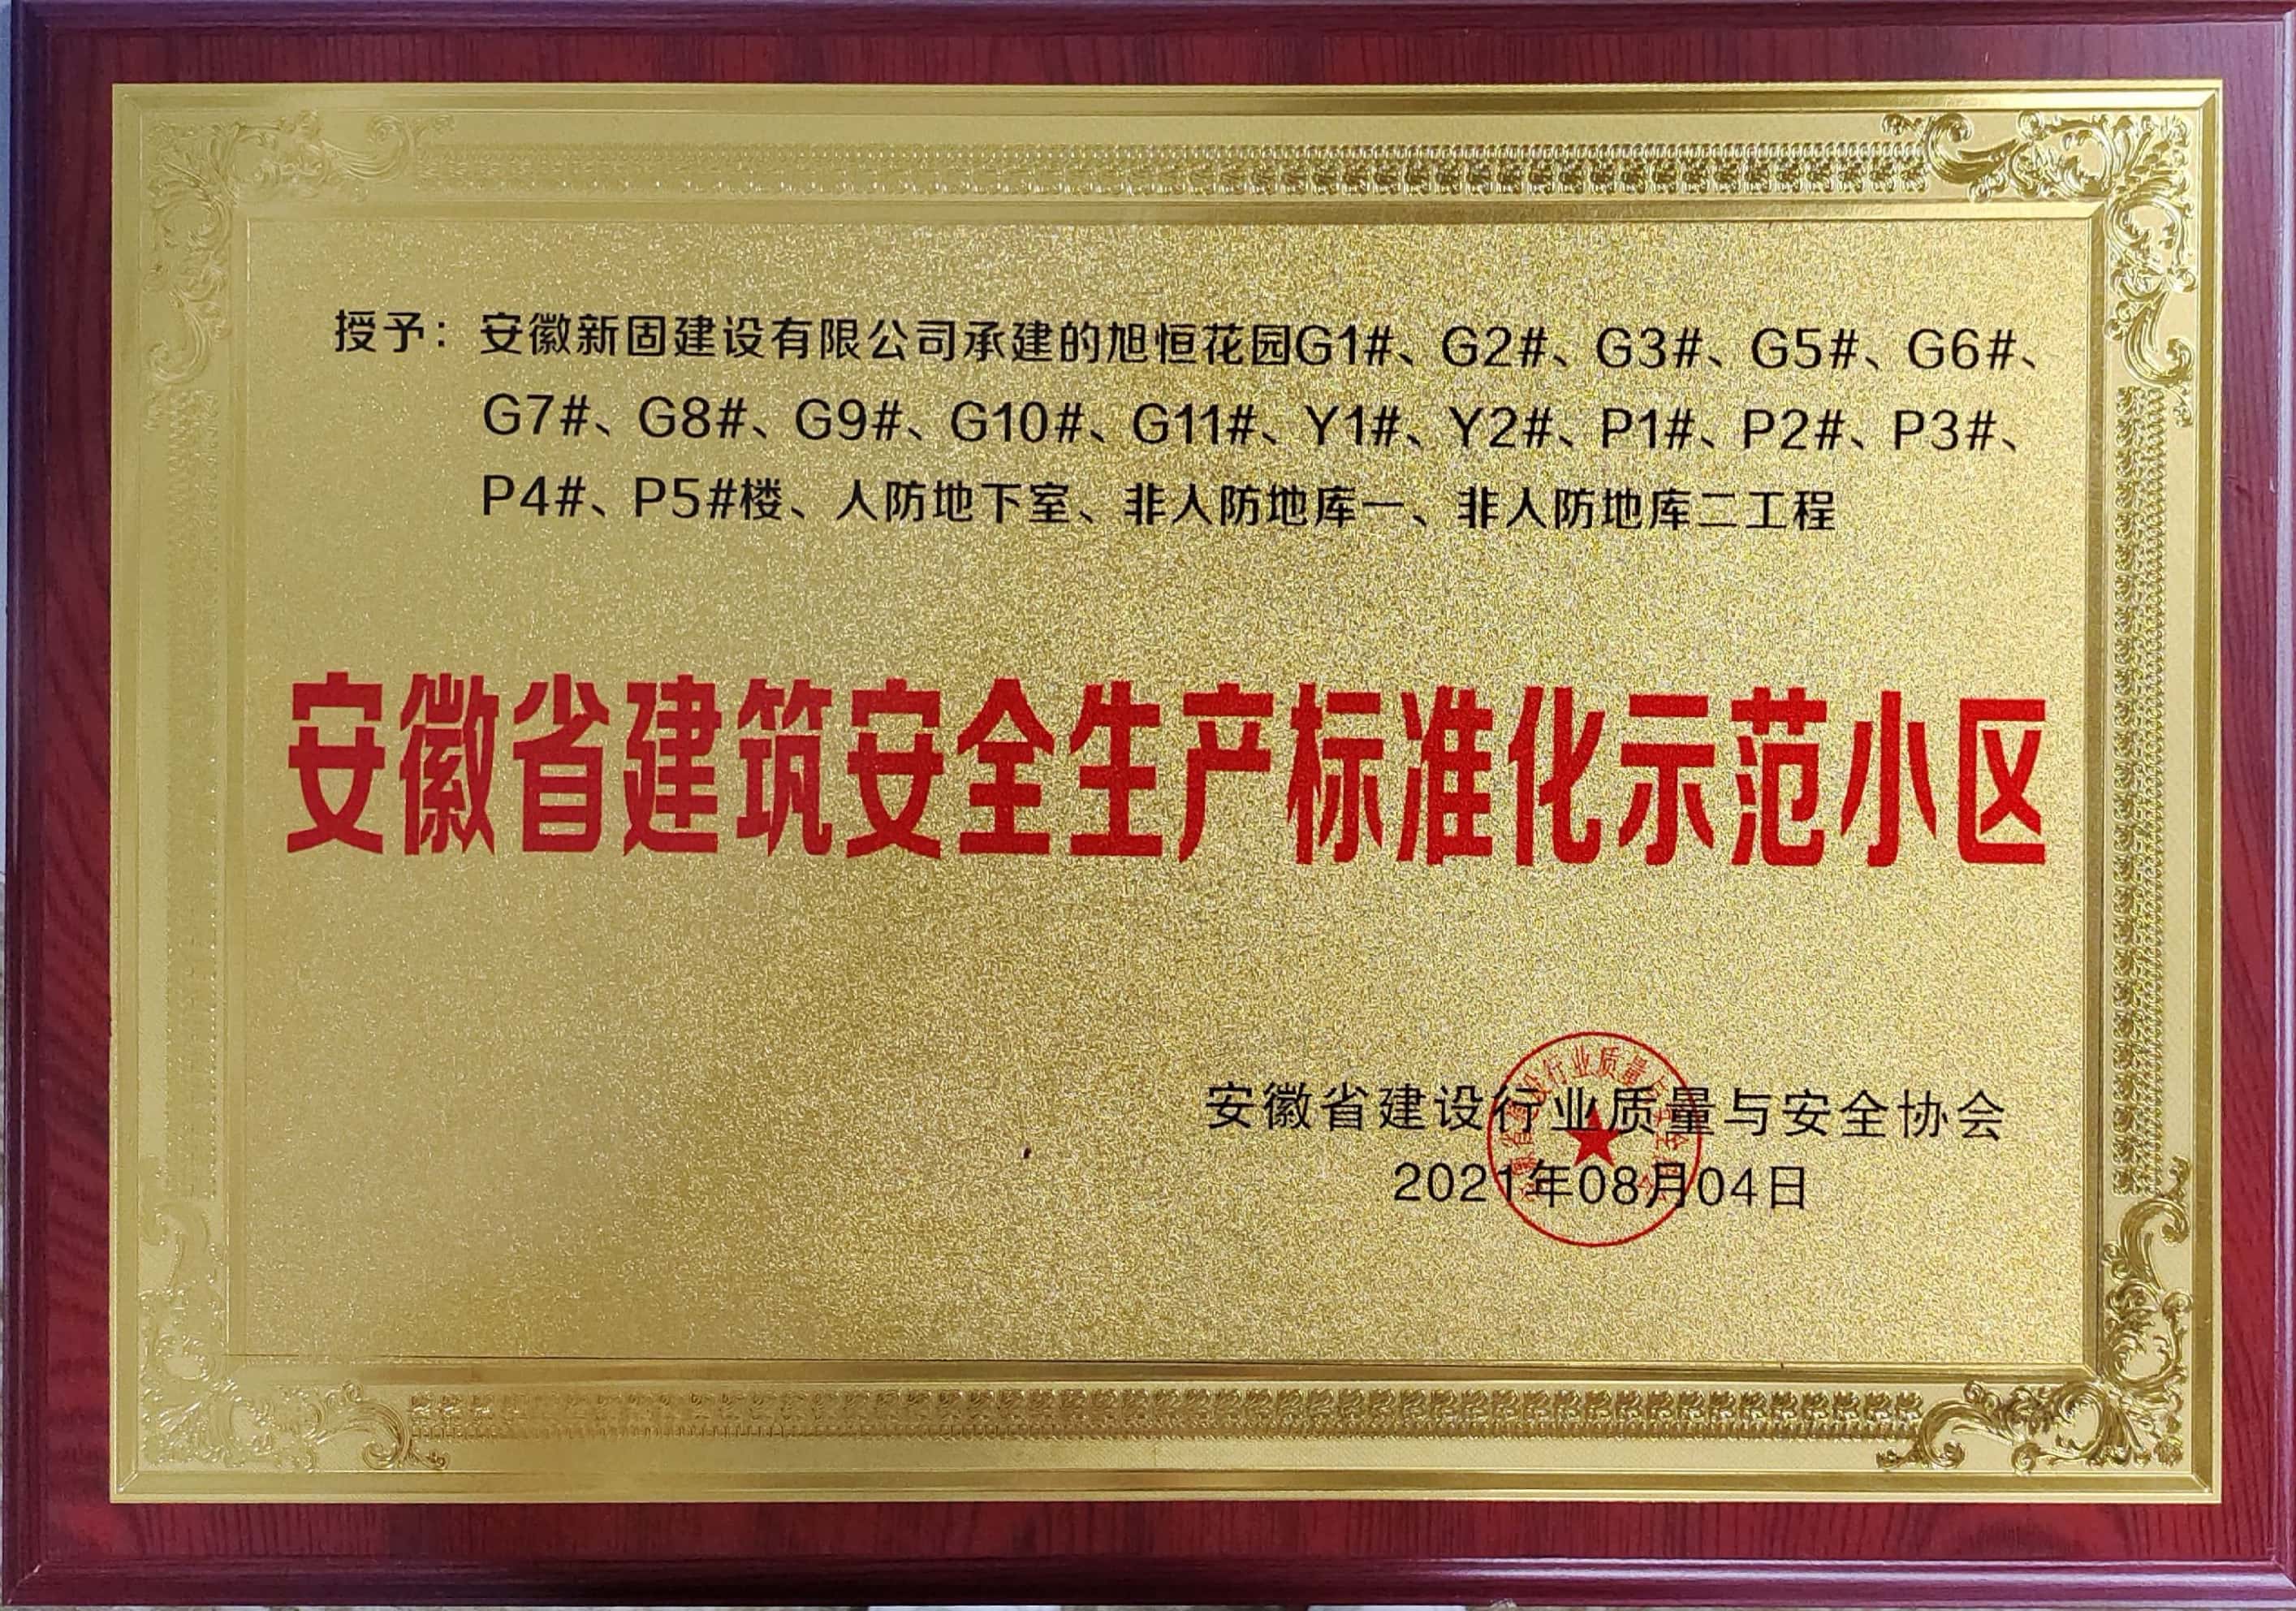 授予：安徽新固建设有限公司承建的旭恒花园G1#、G2#、G3#、G5#、G6#、
G7#、G8#、G9#、G10#、G11#、Y1#、Y2#、P1#、P2#、P3#、
P4#、P5#楼、人防地下室、非人防地库一、非人防地库二工程
安徽省建筑安全生产标准化示范小区
安徽省建设行业质量与安全协会
2021年08月04日